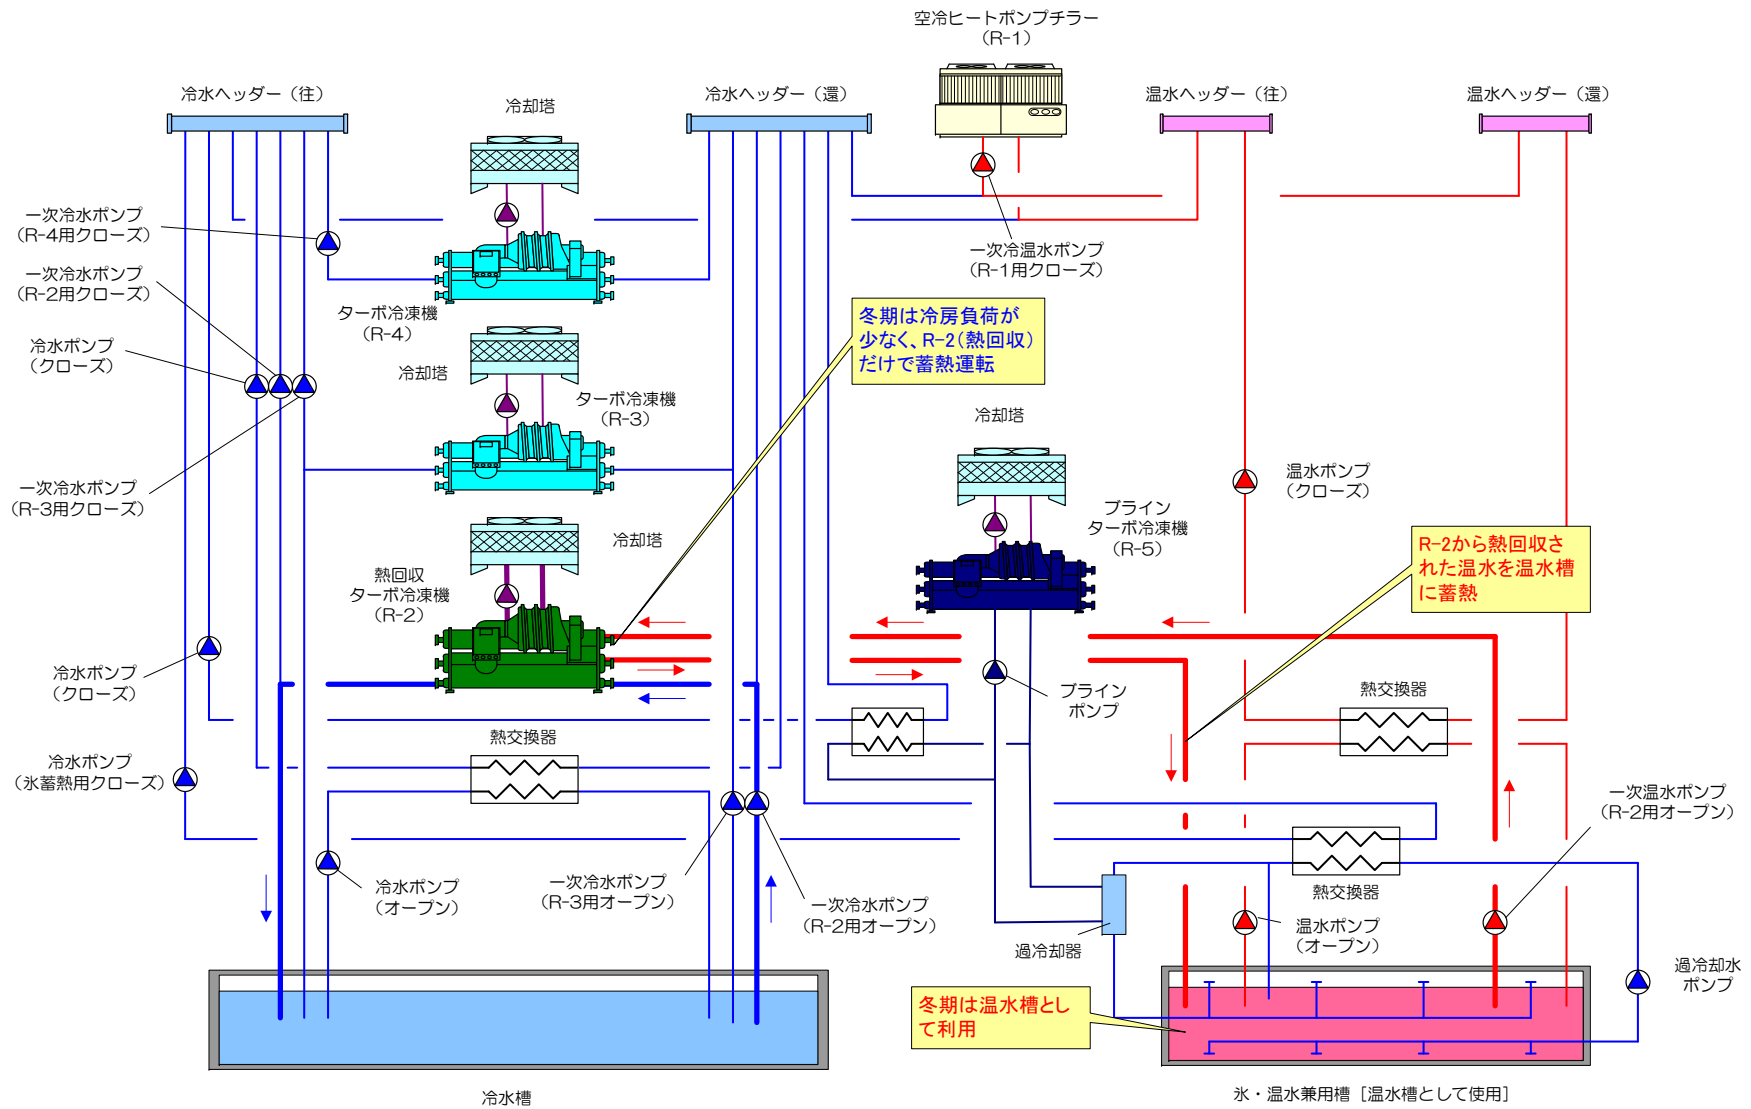 空冷ヒートポンプチラー
（R-1）
冷水ヘッダー（往）
冷却塔
冷水ヘッダー（還）
温水ヘッダー（往）
温水ヘッダー（還）
一次冷水ポンプ
（R-4用クローズ）
一次冷温水ポンプ
（R-1用クローズ）
一次冷水ポンプ
（R-2用クローズ）
ターボ冷凍機
（R-4）
冬期は冷房負荷が
少なく、R-2（熱回収）
だけで蓄熱運転
冷水ポンプ
（クローズ）
冷却塔
ターボ冷凍機
（R-3）
冷却塔
一次冷水ポンプ
（R-3用クローズ）
温水ポンプ
（クローズ）
ブライン
ターボ冷凍機
（R-5）
冷却塔
R-2から熱回収さ
れた温水を温水槽
に蓄熱
熱回収
ターボ冷凍機
（R-2）
冷水ポンプ
（クローズ）
ブライン
ポンプ
熱交換器
熱交換器
冷水ポンプ
（氷蓄熱用クローズ）
一次温水ポンプ
（R-2用オープン）
冷水ポンプ
（オープン）
一次冷水ポンプ
（R-3用オープン）
一次冷水ポンプ
（R-2用オープン）
熱交換器
過冷却器
温水ポンプ
（オープン）
過冷却水
ポンプ
冬期は温水槽とし
て利用
冷水槽
氷・温水兼用槽［温水槽として使用］